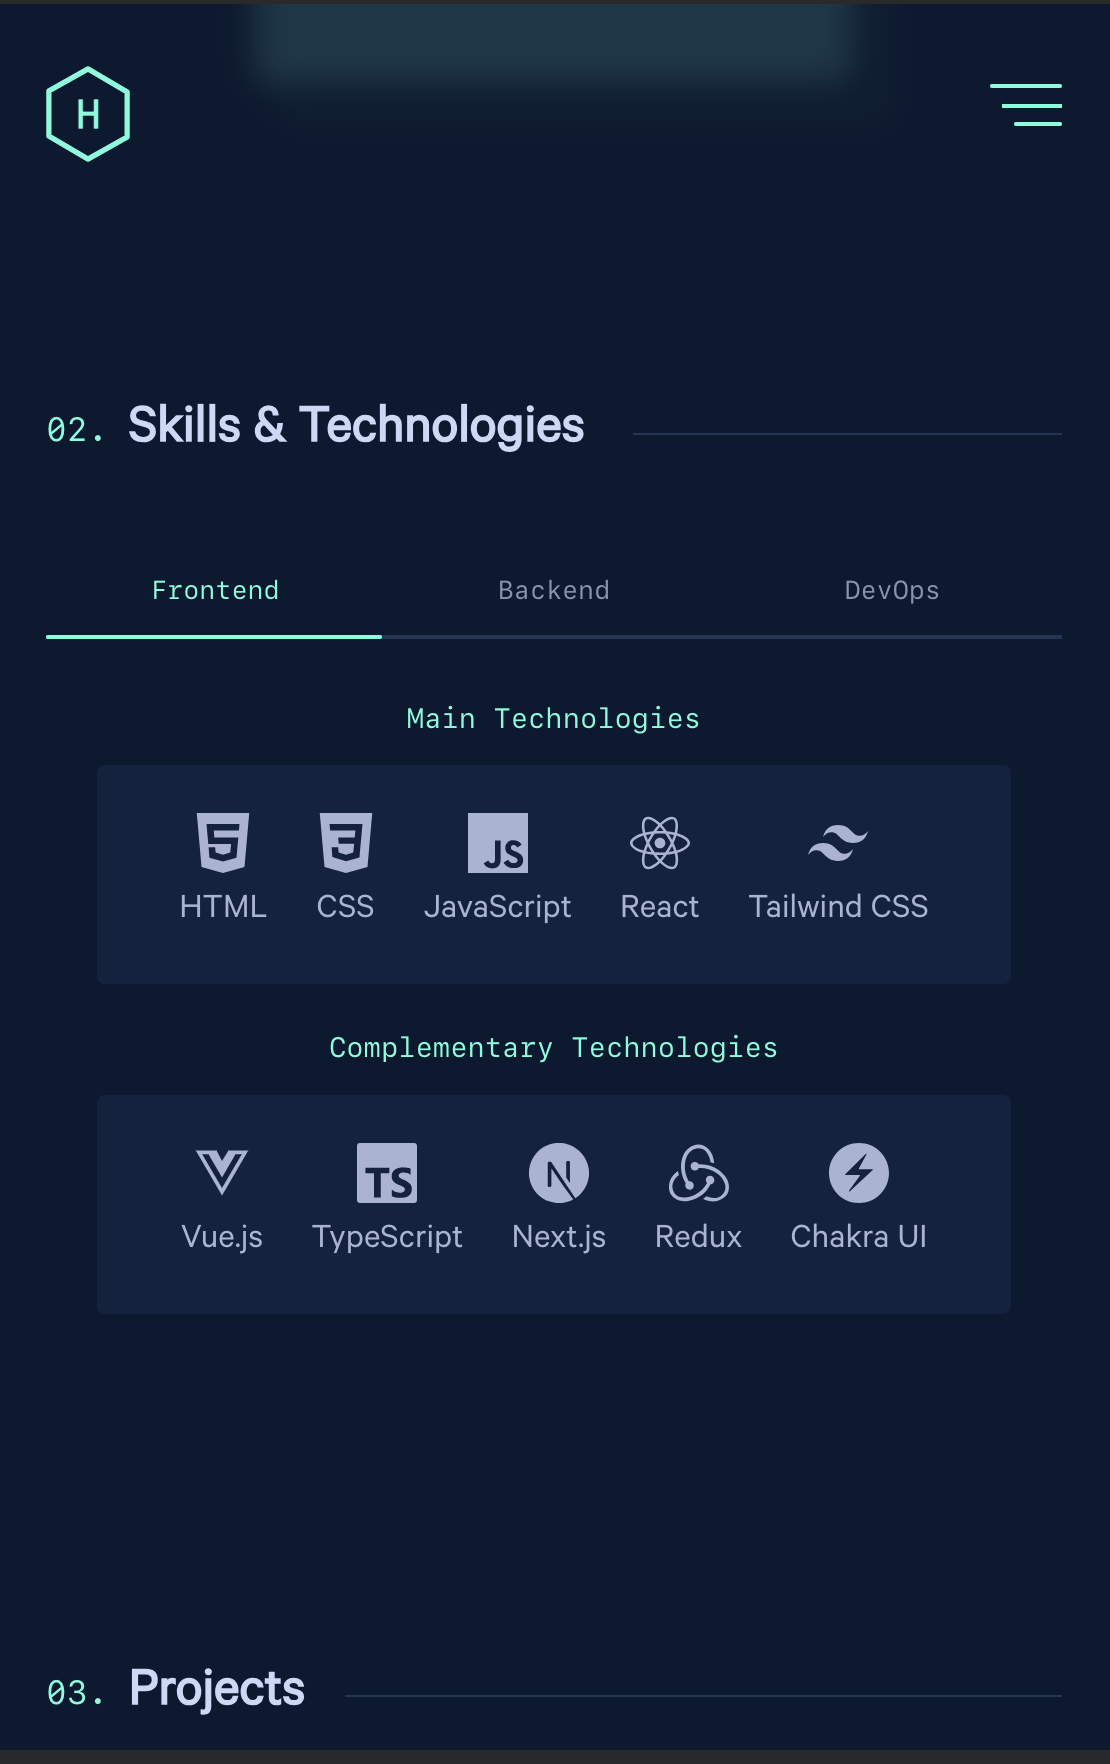 H
02. Skills & Technologies
Frontend Backend DevOps
Main Technologies
JS
HTML CSS JavaScript React Tailwind CSS
Complementary Technologies
TS N
Vue.js TypeScript Next.js Redux Chakra UI
03. Projects